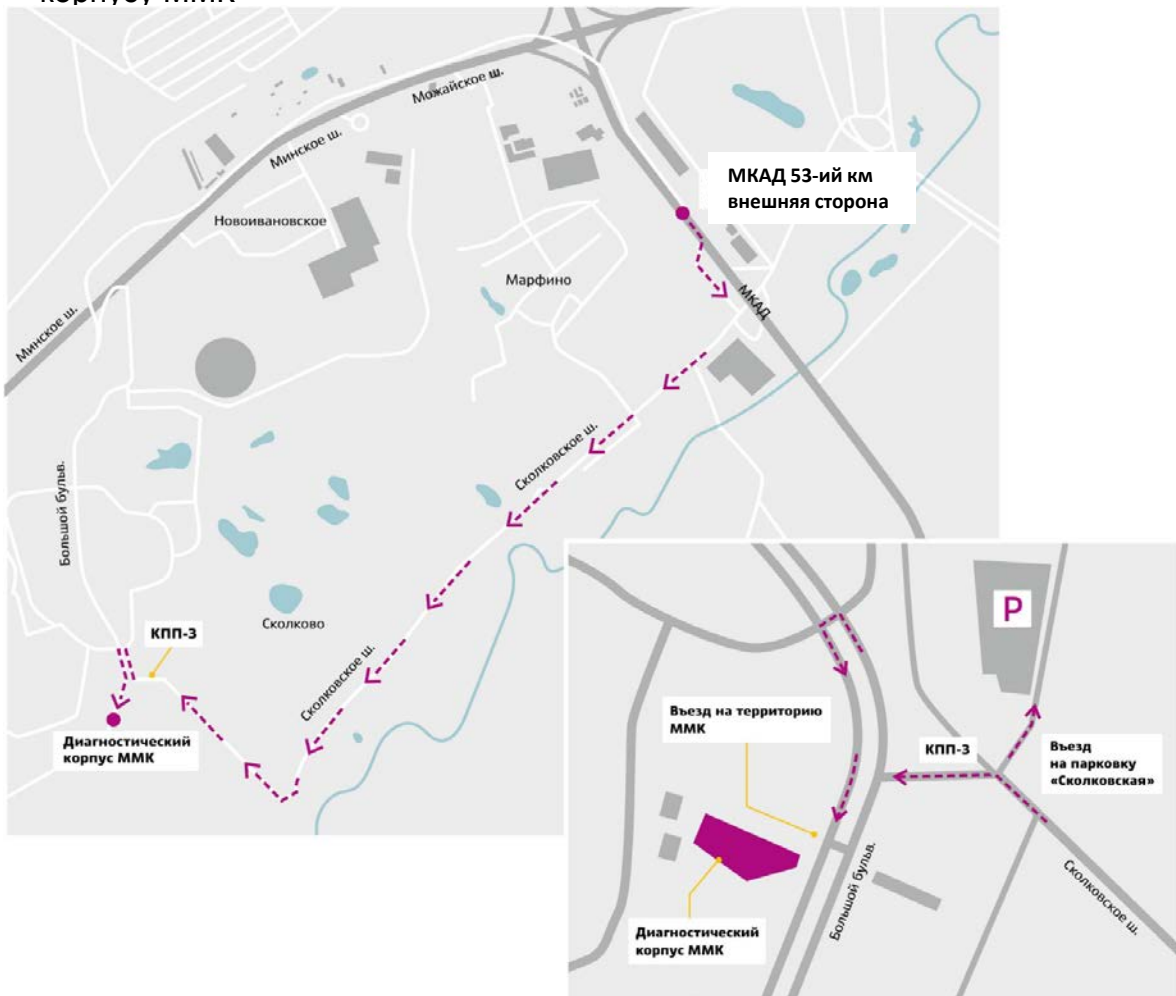 корпусу ММК
Можайское ш.
Минское ш.
МКАД 53-ий км
внешняя сторона
Новоивановское
Марфино
МКАД
Минское ш.
Сколковское ш.
Большой бульв.
Сколково
КПП-3
Сколковское ш.
Диагностический
корпус ММК
P
Въезд на территорию
ММК
КПП-3
Въезд
на парковку
«Сколковская»
Большой бульв.
Сколковское ш.
Диагностический
корпус ММК